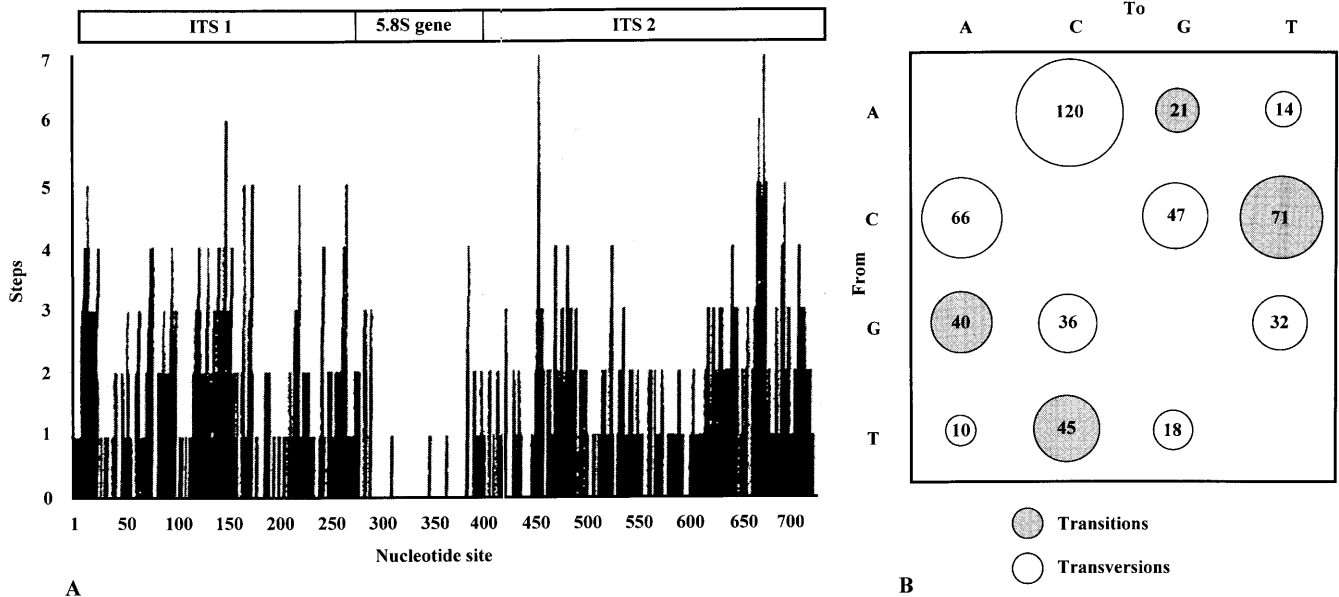 ITS 1 5.8S gene ITS 2
7
6
5
4
3
2
1
0
Steps
1 50 100 150 200 250 300 350 400 450 500 550 600 650 700
Nucleotide site
A
To
A C G T
From
A 120 21 14
C 66 47 71
G 40 36 32
T 10 45 18
Transitions
Transversions
B